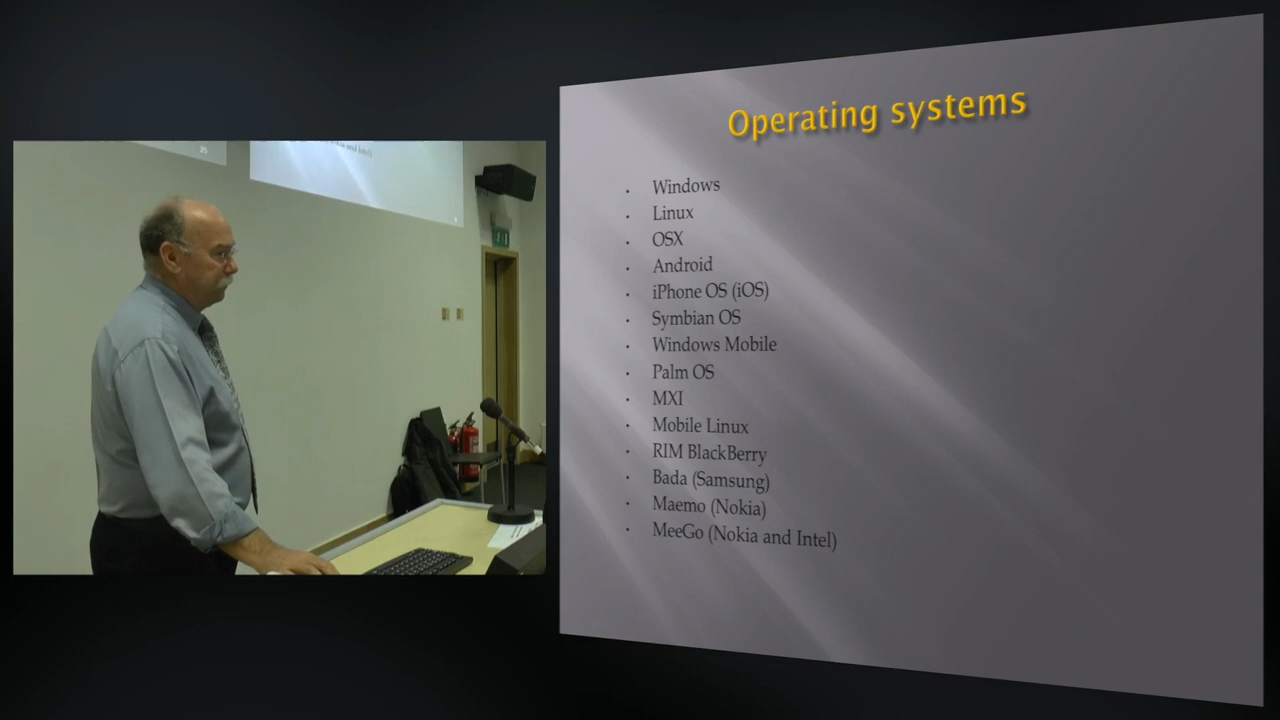 Operating systems
Windows
Linux
OSX
Android
iPhone OS (iOS)
Symbian OS
Windows Mobile
Palm OS
MXI
Mobile Linux
RIM BlackBerry
Bada (Samsung)
Maemo (Nokia)
MeeGo (Nokia and Intel)
25